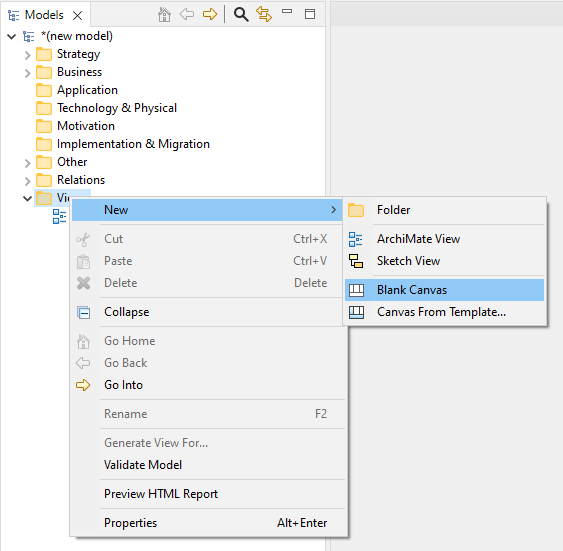 Models
*(new model)
Strategy
Business
Application
Technology & Physical
Motivation
Implementation & Migration
Other
Relations
Vi
New
Cut Ctrl+X
Paste Ctrl+V
Delete Delete
Collapse
Go Home
Go Back
Go Into
Rename F2
Generate View For...
Validate Model
Preview HTML Report
Properties Alt+Enter
Folder
ArchiMate View
Sketch View
Blank Canvas
Canvas From Template...